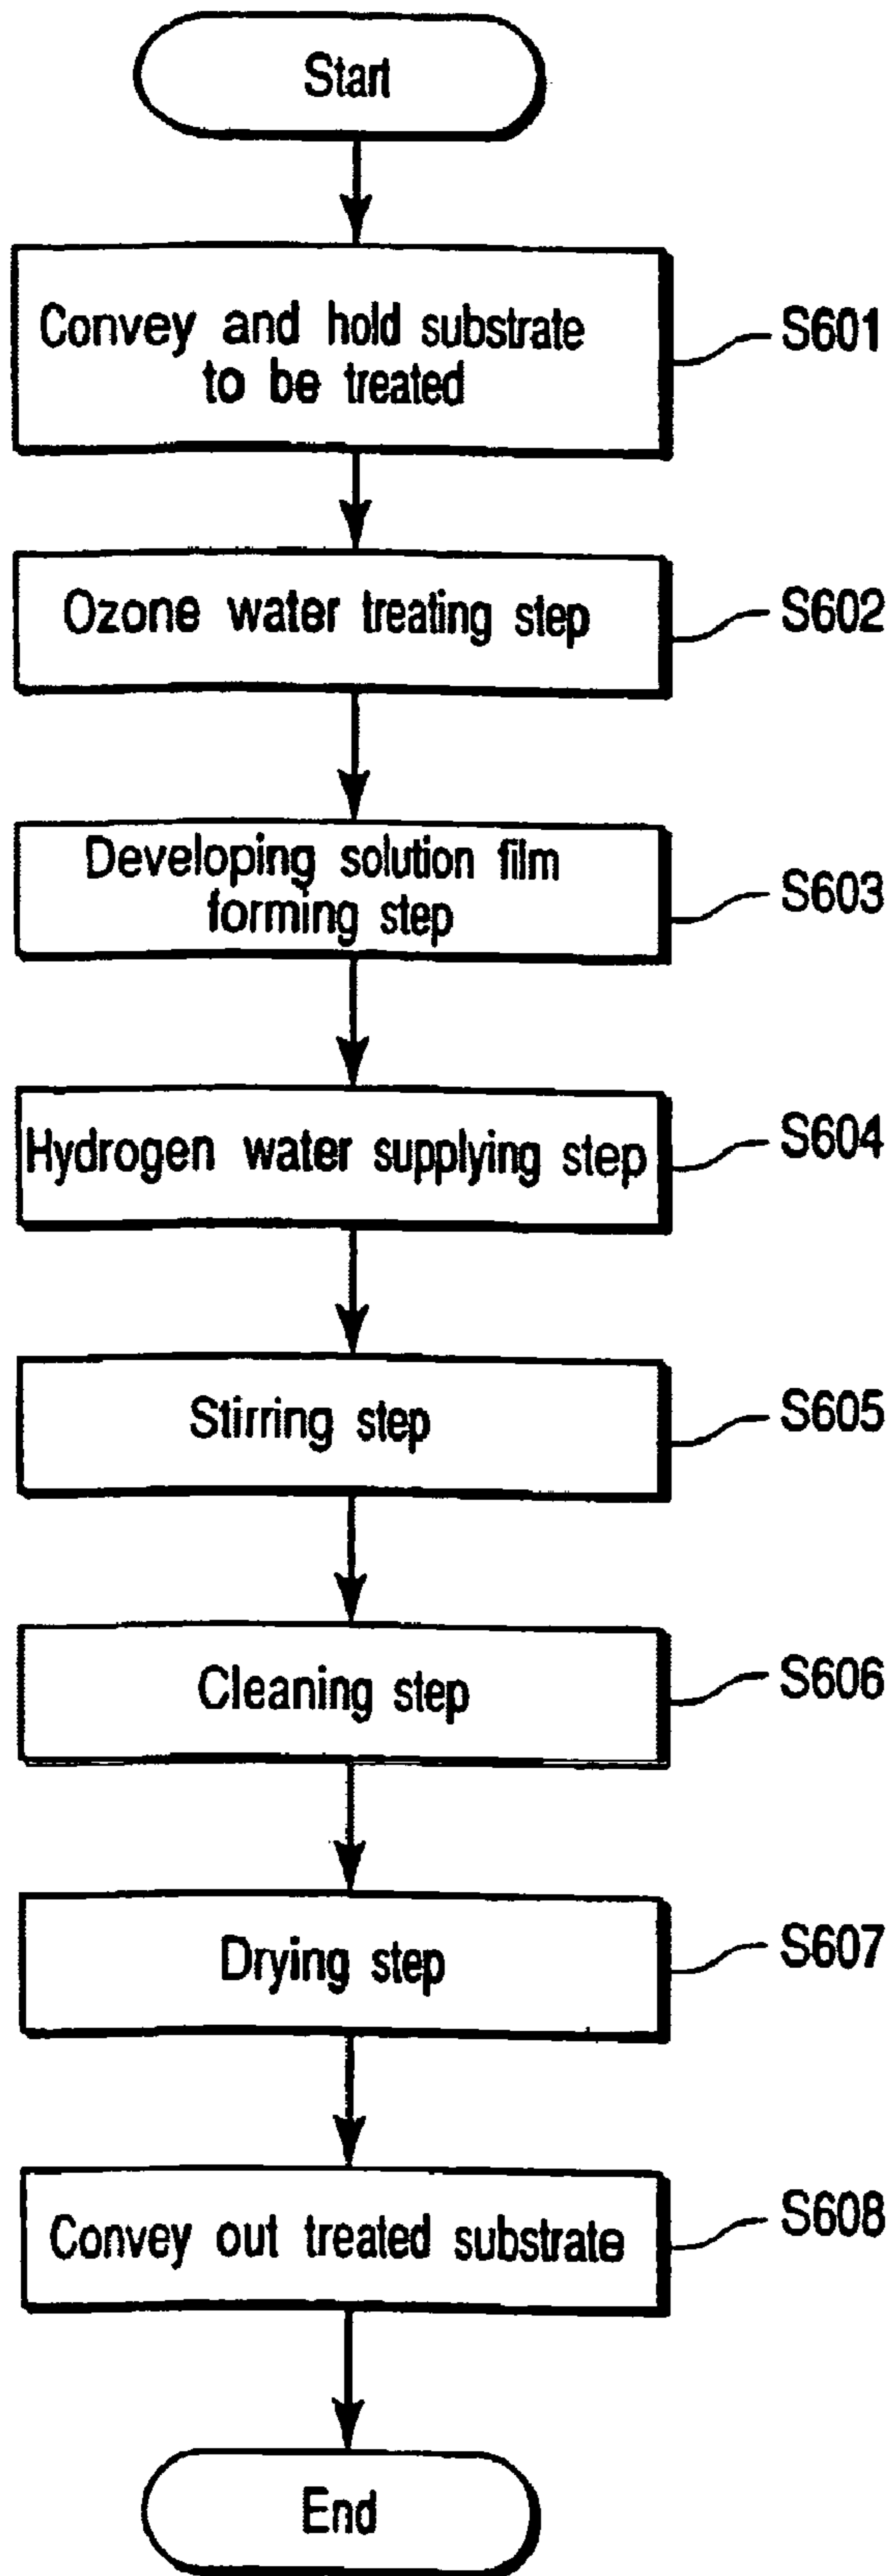 Start
Convey and hold substrate
to be treated
S601
Ozone water treating step
S602
Developing solution film
forming step
S603
Hydrogen water supplying step
S604
Stirring step
S605
Cleaning step
S606
Drying step
S607
Convey out treated substrate
S608
End